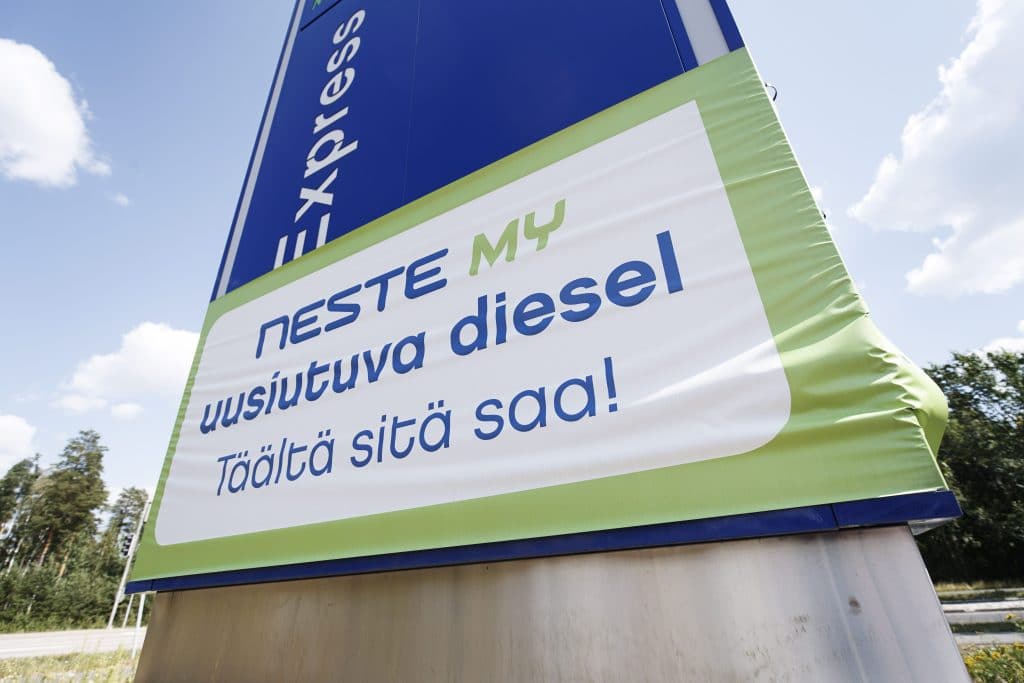 Express
NESTE MY
uusiutuva diesel
Täältä sitä saa!